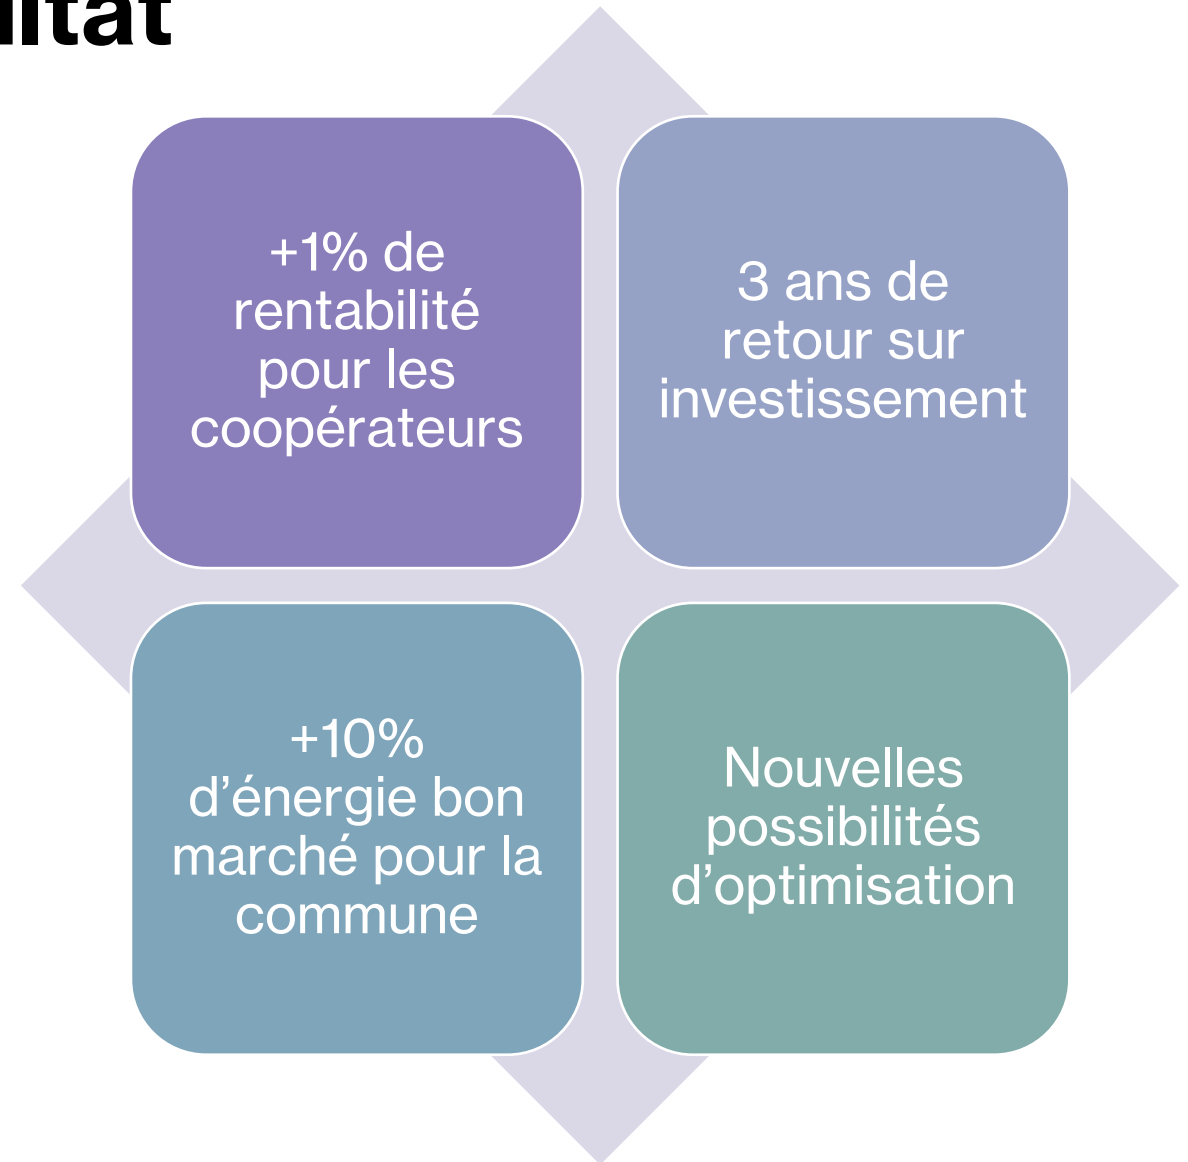 +1% de
rentabilité
pour les
coopérateurs
3 ans de
retour sur
investissement
+10%
d’énergie bon
marché pour la
commune
Nouvelles
possibilités
d’optimisation